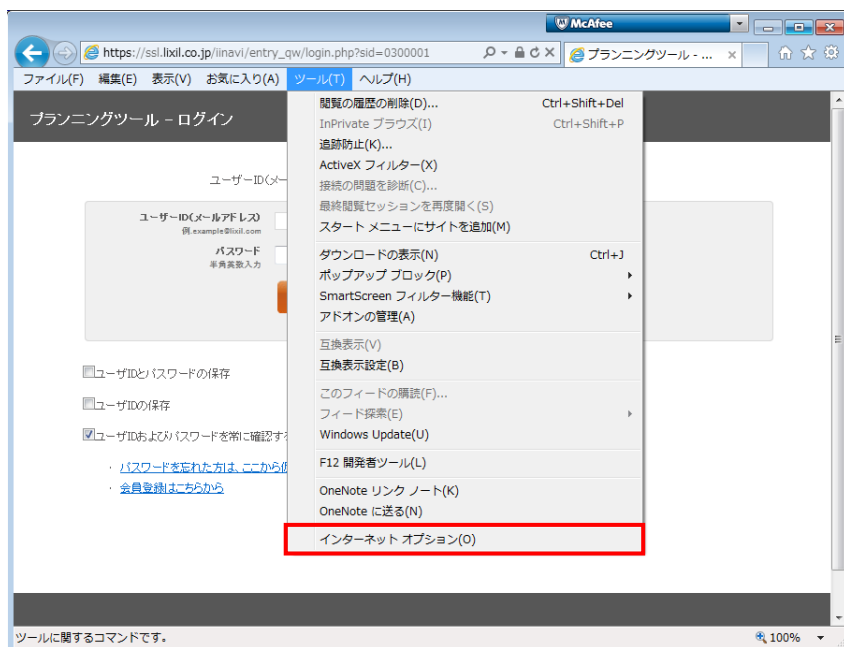 McAfee
https://ssl.lixil.co.jp/iinavi/entry_qw/login.php?sid=0300001
プランニングツール - ...
ファイル(F) 編集(E) 表示(V) お気に入り(A) ツール(T) ヘルプ(H)
プランニングツール – ログイン
閲覧の履歴の削除(D)... Ctrl+Shift+Del
InPrivate ブラウズ(I) Ctrl+Shift+P
追跡防止(K)...
ActiveX フィルター(X)
接続の問題を診断(C)...
最終閲覧セッションを再度開く(S)
スタート メニューにサイトを追加(M)
ダウンロードの表示(N) Ctrl+J
ポップアップ ブロック(P)
SmartScreen フィルター機能(T)
アドオンの管理(A)
互換表示(V)
互換表示設定(B)
このフィードの購読(F)...
フィード探索(E)
Windows Update(U)
F12 開発者ツール(L)
OneNote リンク ノート(K)
OneNote に送る(N)
インターネット オプション(O)
ユーザーID(メー
ユーザーID(メールアドレス)
例.example@lixil.com
パスワード
半角英数入力
ユーザIDとパスワードの保存
ユーザIDの保存
ユーザIDおよびパスワードを常に確認す
・ パスワードを忘れた方は、ここから
・ 会員登録はこちらから
ツールに関するコマンドです。
100%